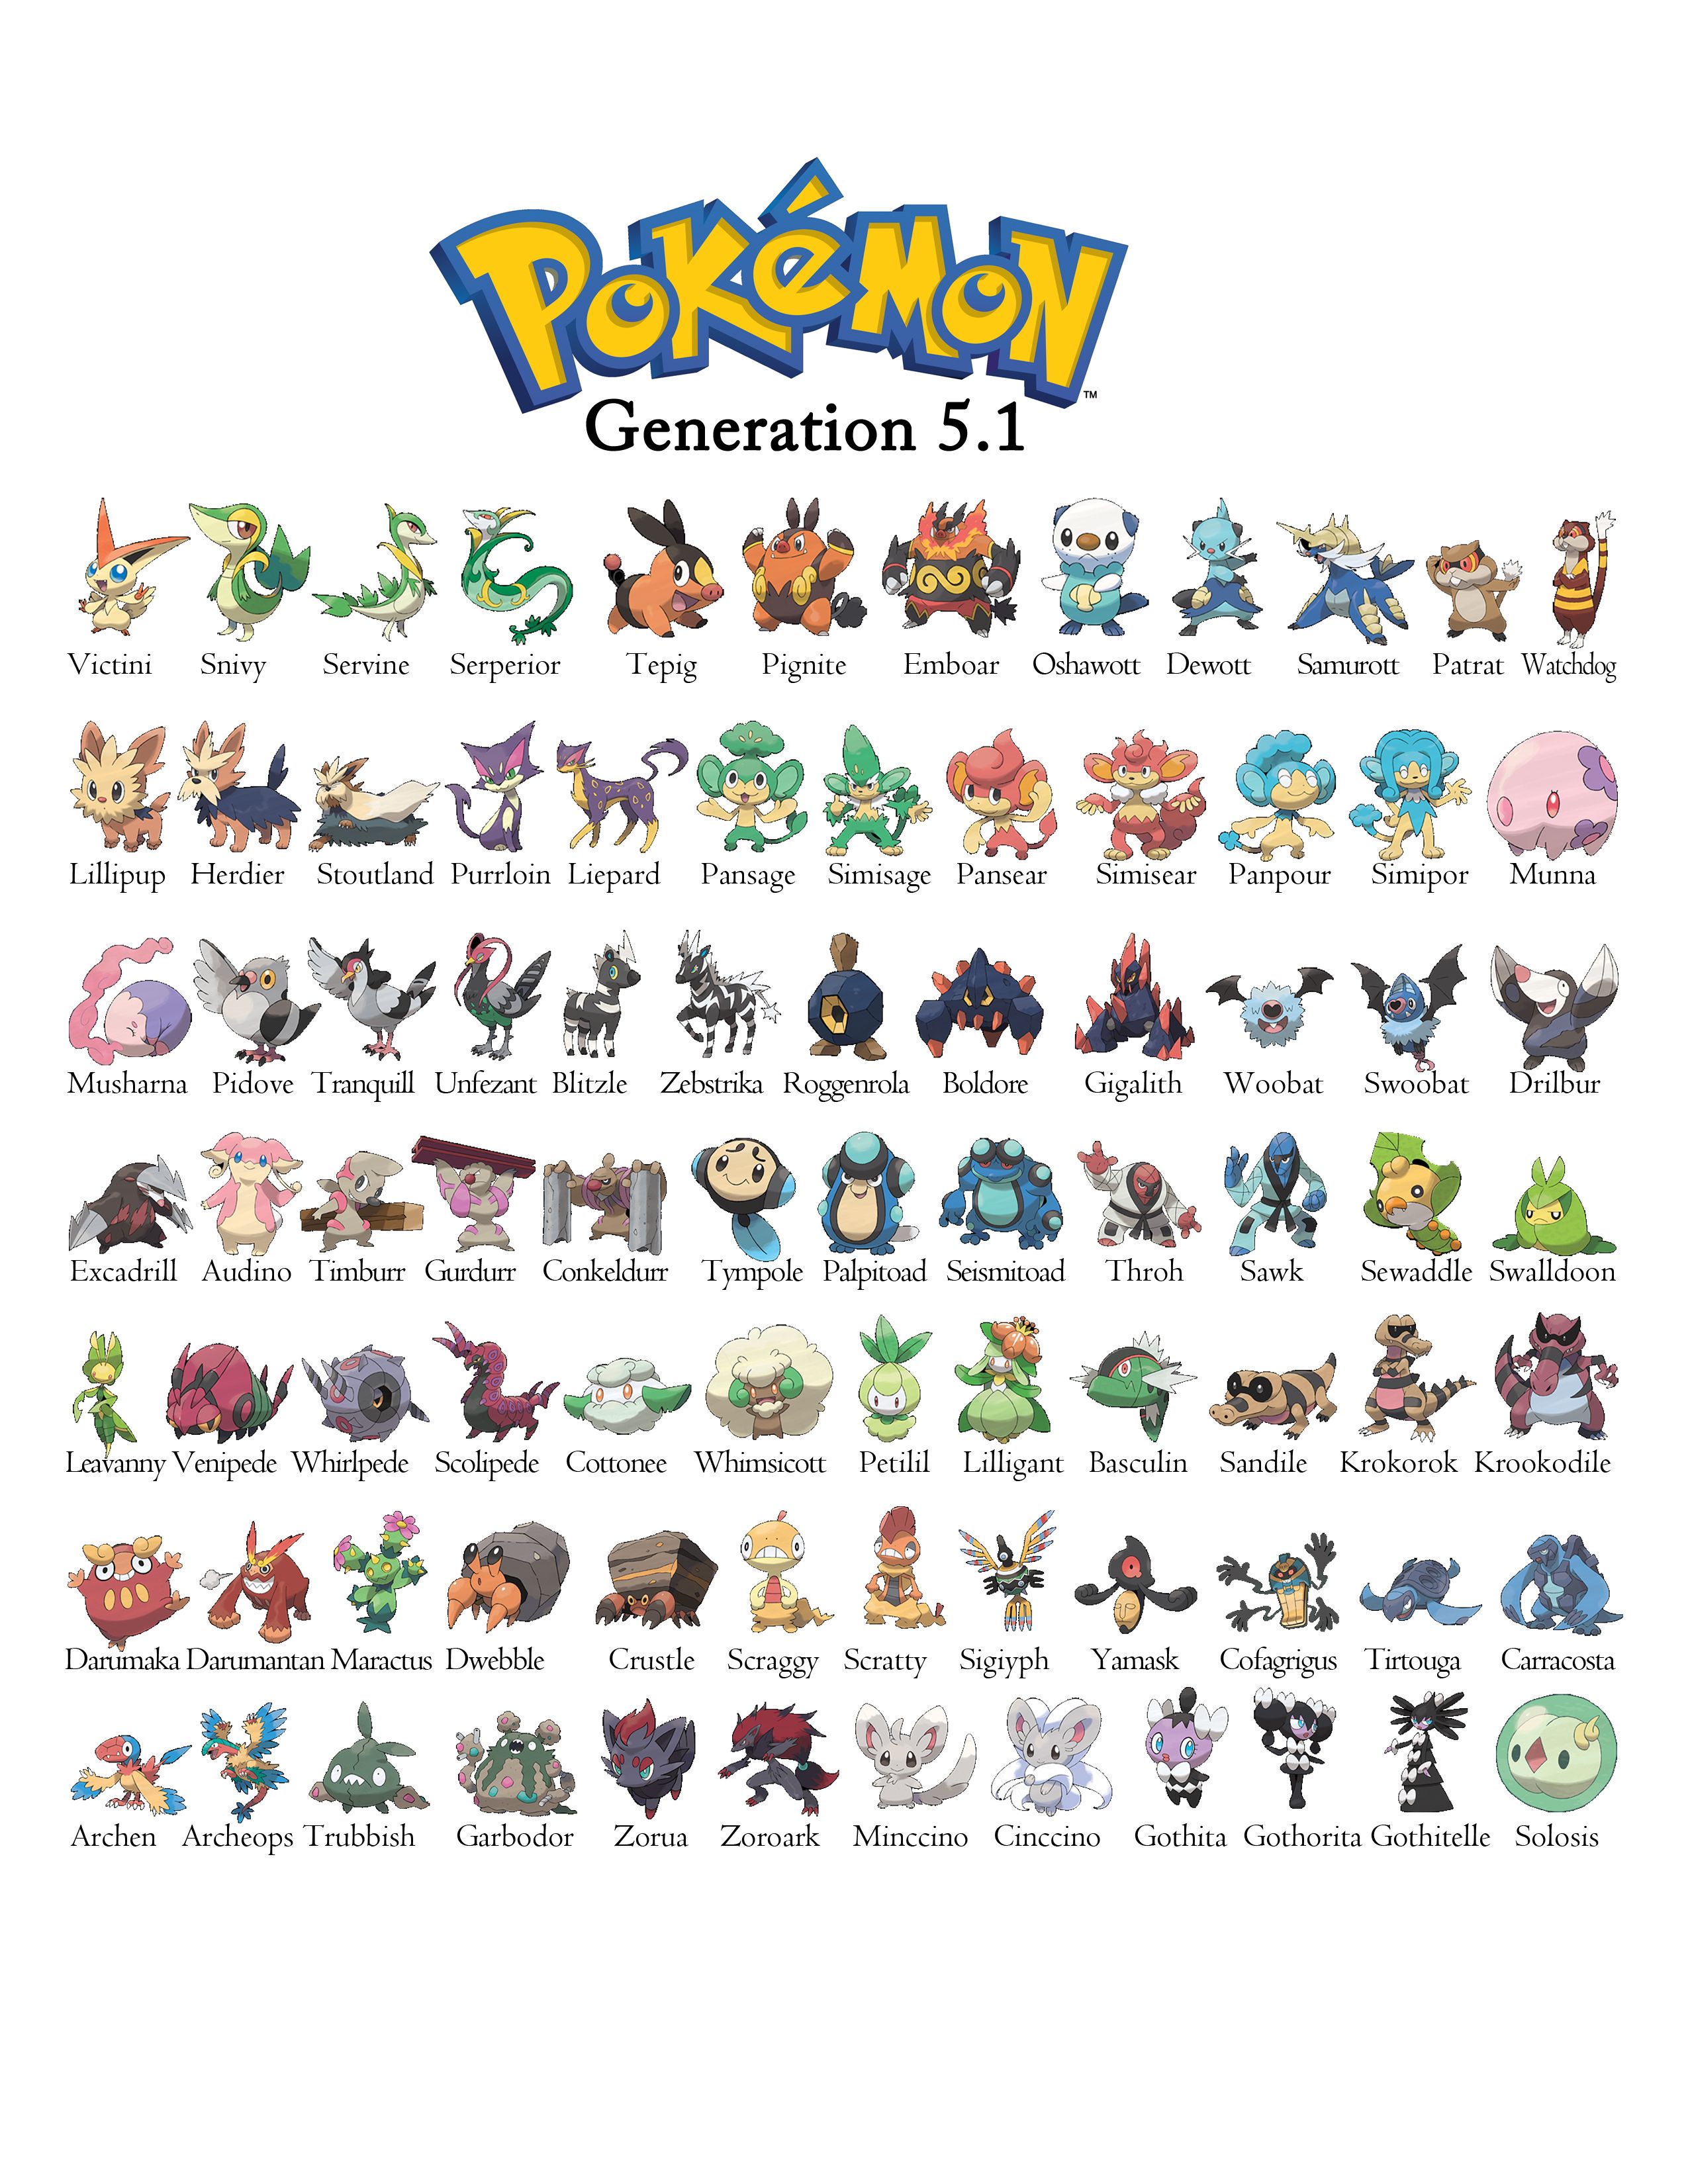 POKéMON
TM
Generation 5.1
Victini Snivy Servine Serperior Tepig Pignite Emboar Oshawott Dewott Samurott Patrat Watchdog
Lillipup Herdier Stoutland Purrloin Liepard Pansage Simisage Pansear Simisear Panpour Simipor Munna
Musharna Pidove Tranquill Unfezant Blitzle Zebstrika Roggenrola Boldore Gigalith Woobat Swoobat Drilbur
Excadrill Audino Timburr Gurdurr Conkeldurr Tympole Palpitoad Seismitoad Throh Sawk Sewaddle Swalldoon
Leavanny Venipede Whirlpede Scolipede Cottonee Whimsicott Petilil Lilligant Basculin Sandile Krokorok Krookodile
Darumaka Darumantan Maractus Dwebble Crustle Scraggy Scratty Sigiyph Yamask Cofagrigus Tirtouga Carracosta
Archen Archeops Trubbish Garbodor Zorua Zoroark Minccino Cinccino Gothita Gothorita Gothitelle Solosis